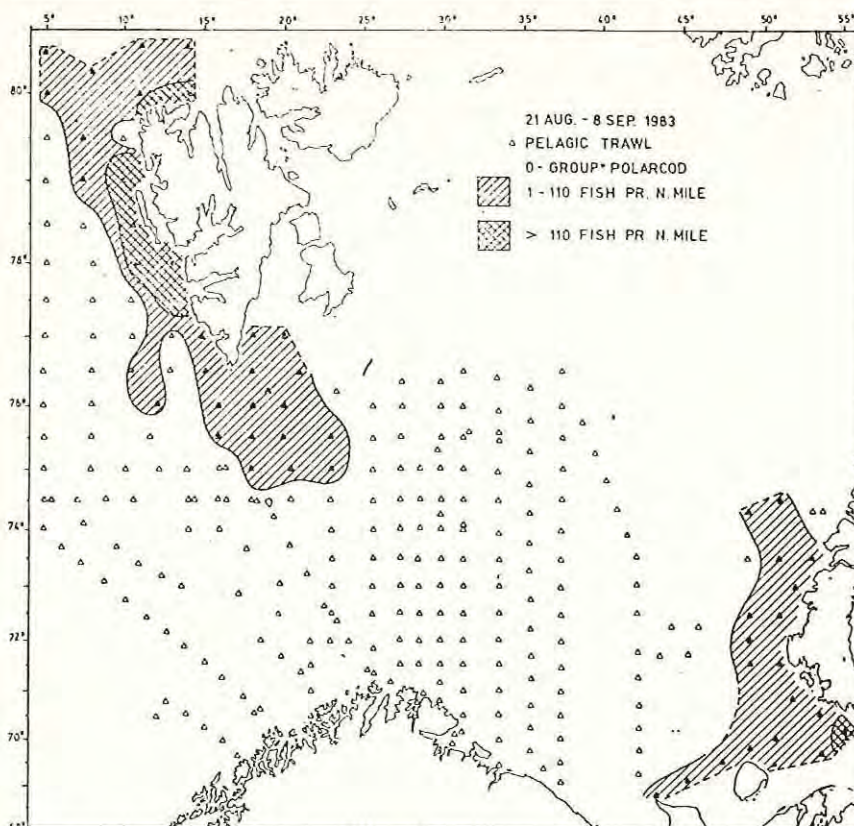 5° 10° 15° 20° 25° 30° 35° 40° 45° 50° 55°
80°
21 AUG. - 8 SEP. 1983
▵ PELAGIC TRAWL
0-GROUP POLARCOD
1 - 110 FISH PR. N. MILE
> 110 FISH PR. N. MILE
78°
76°
74°
72°
70°